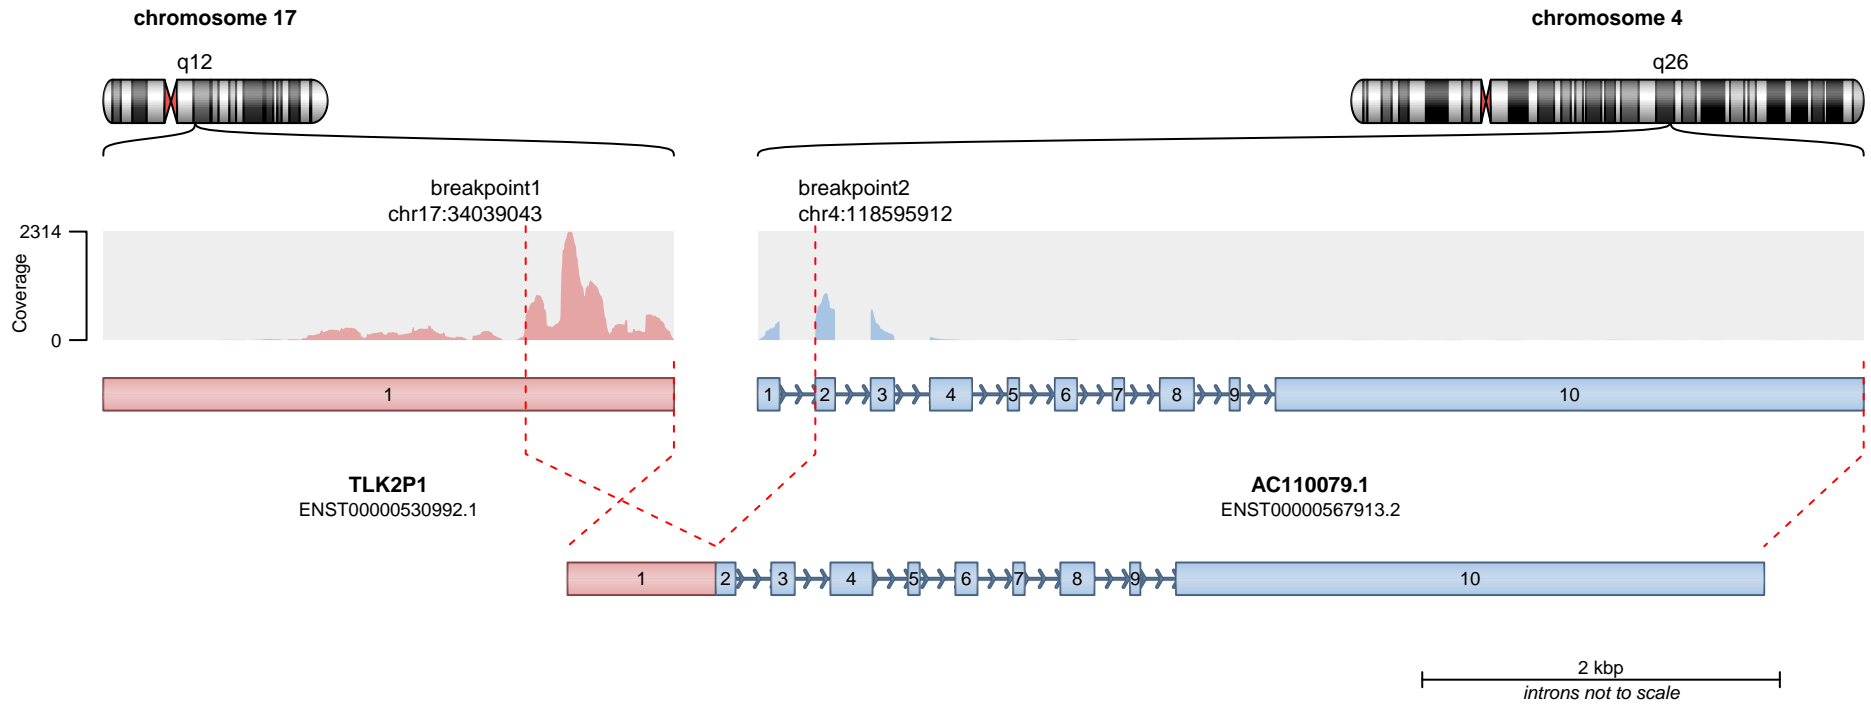 chromosome 17
chromosome 4
q12
q26
breakpoint1
chr17:34039043
breakpoint2
chr4:118595912
2314
Coverage
0
1
1 2 3 4 5 6 7 8 9 10
TLK2P1
ENST00000530992.1
AC110079.1
ENST00000567913.2
1 2 3 4 5 6 7 8 9 10
2 kbp
introns not to scale